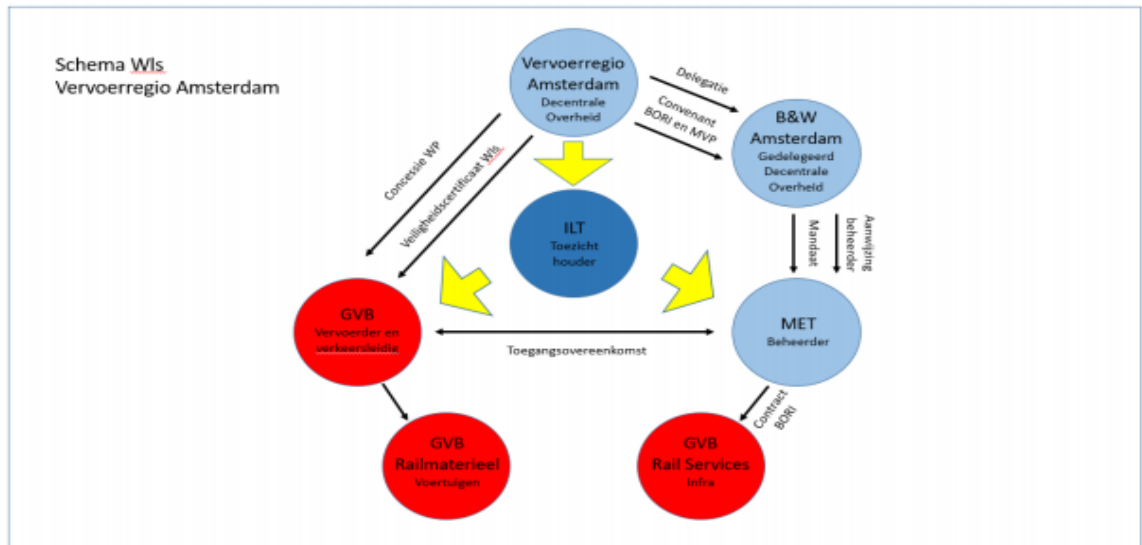 Schema Wls
Vervoerregio Amsterdam
Vervoerregio
Amsterdam
Decentrale
Overheid
Delegatie
Convenant
BORI en MVP
B&W
Amsterdam
Gedelegeerd
Decentrale
Overheid
Concessie WP
Veiligheidscertificaat Wls
ILT
Toezicht
houder
Mandaat
Aanwijzing
beheerder
GVB
Vervoerder en
verkeersleidig
Toegangsovereenkomst
MET
Beheerder
Contract
BORI
GVB
Railmaterieel
Voertuigen
GVB
Rail Services
Infra